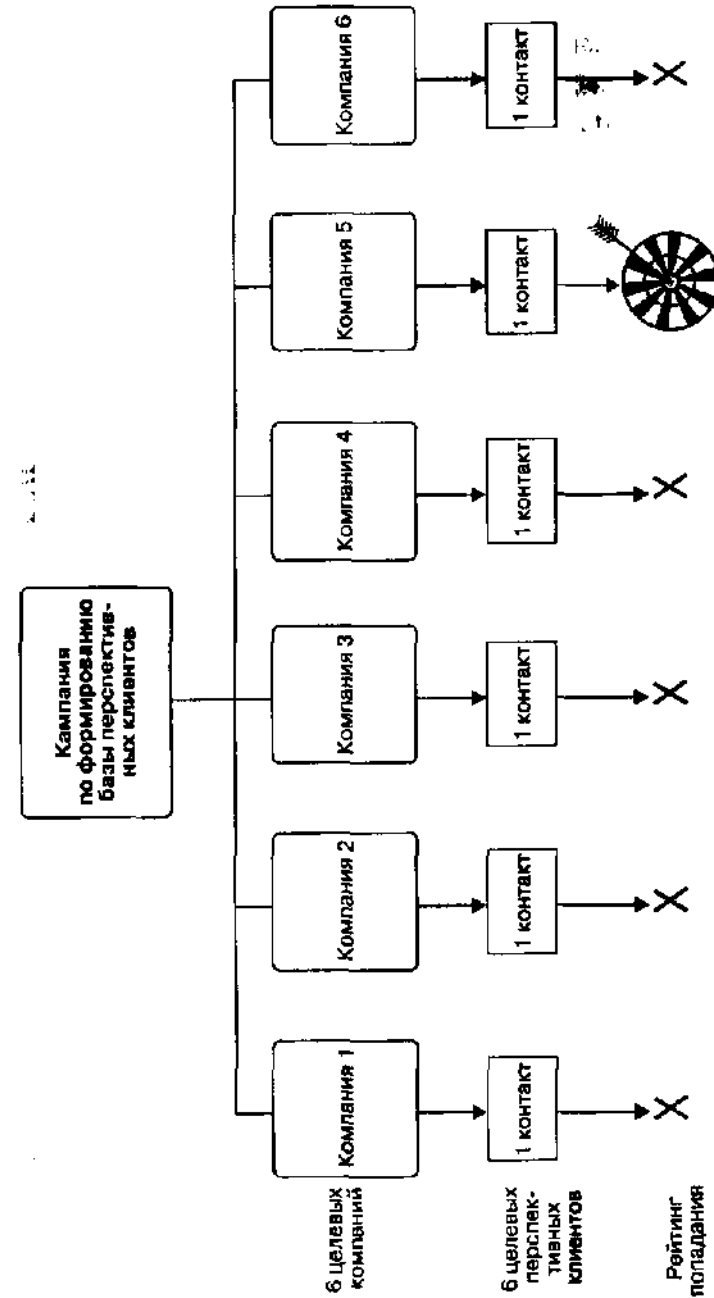 Кампания
по формированию
базы перспектив-
ных клиентов
6 целевых
компаний
Компания 1
Компания 2
Компания 3
Компания 4
Компания 5
Компания 6
6 целевых
перспек-
тивных
клиентов
1 контакт
1 контакт
1 контакт
1 контакт
1 контакт
1 контакт
Рейтинг
попадания